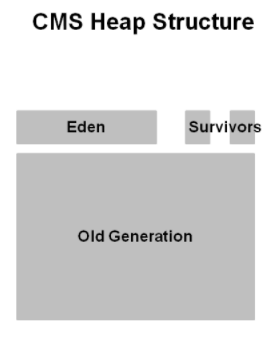 CMS Heap Structure
Eden
Survivors
Old Generation